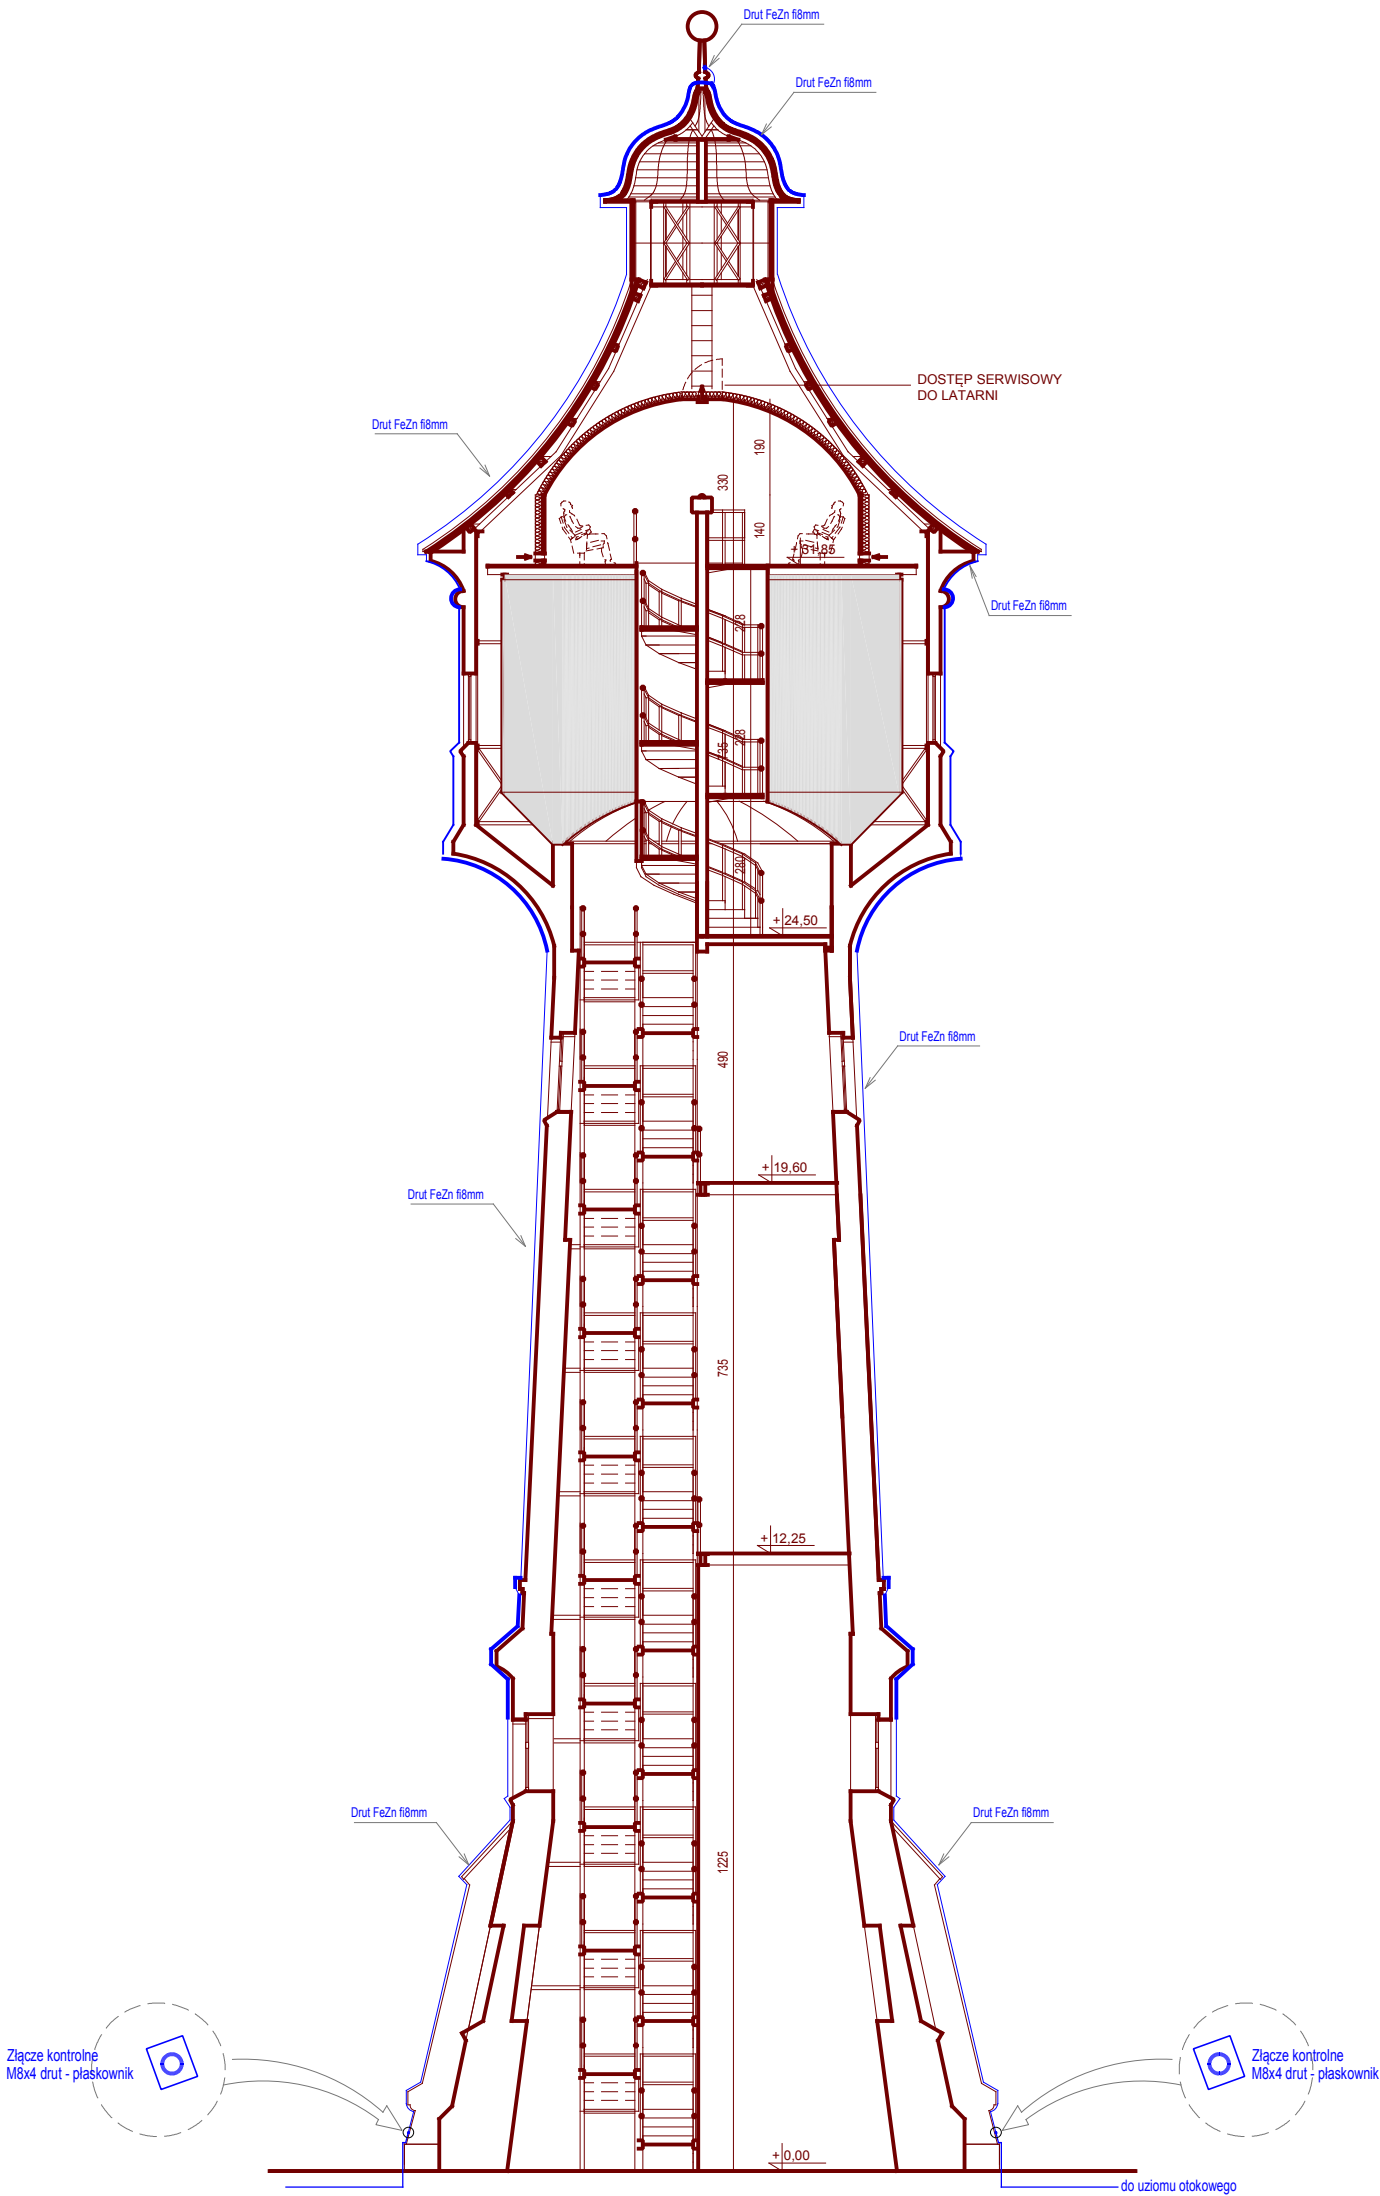 Drut FeZn fi8mm
Drut FeZn fi8mm
DOSTĘP SERWISOWY
DO LATARNI
Drut FeZn fi8mm
190
330
140
+31,85
Drut FeZn fi8mm
228
228
735
280
+24,50
Drut FeZn fi8mm
490
+19,60
Drut FeZn fi8mm
735
+12,25
Drut FeZn fi8mm
Drut FeZn fi8mm
1225
Złącze kontrolne
M8x4 drut - płaskownik
Złącze kontrolne
M8x4 drut - płaskownik
+0,00
do uziomu otokowego